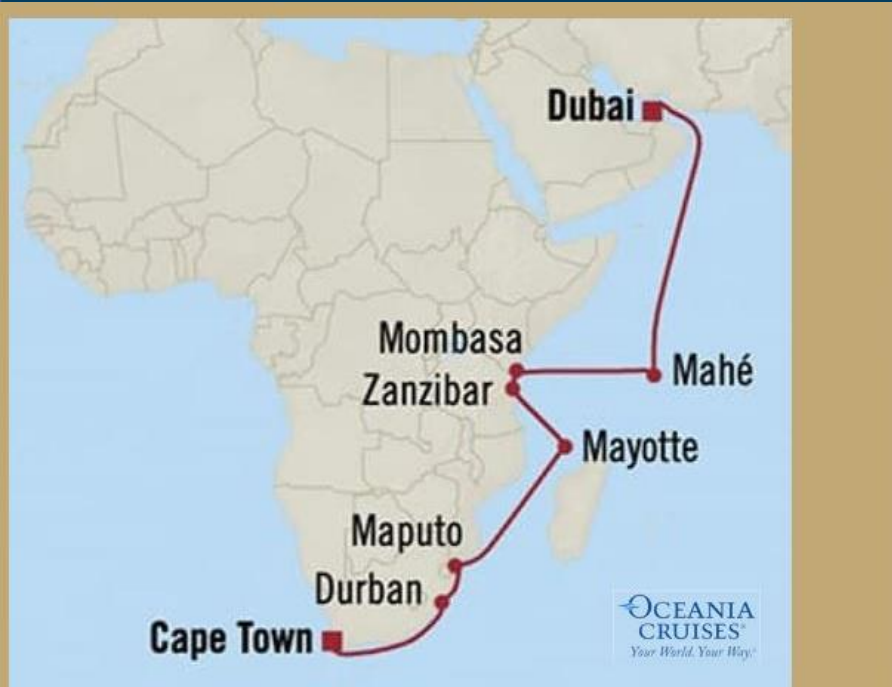 Dubai
Mombasa
Zanzibar
Mahé
Mayotte
Maputo
Durban
Cape Town
OCEANIA
CRUISES®
Your World. Your Way.®